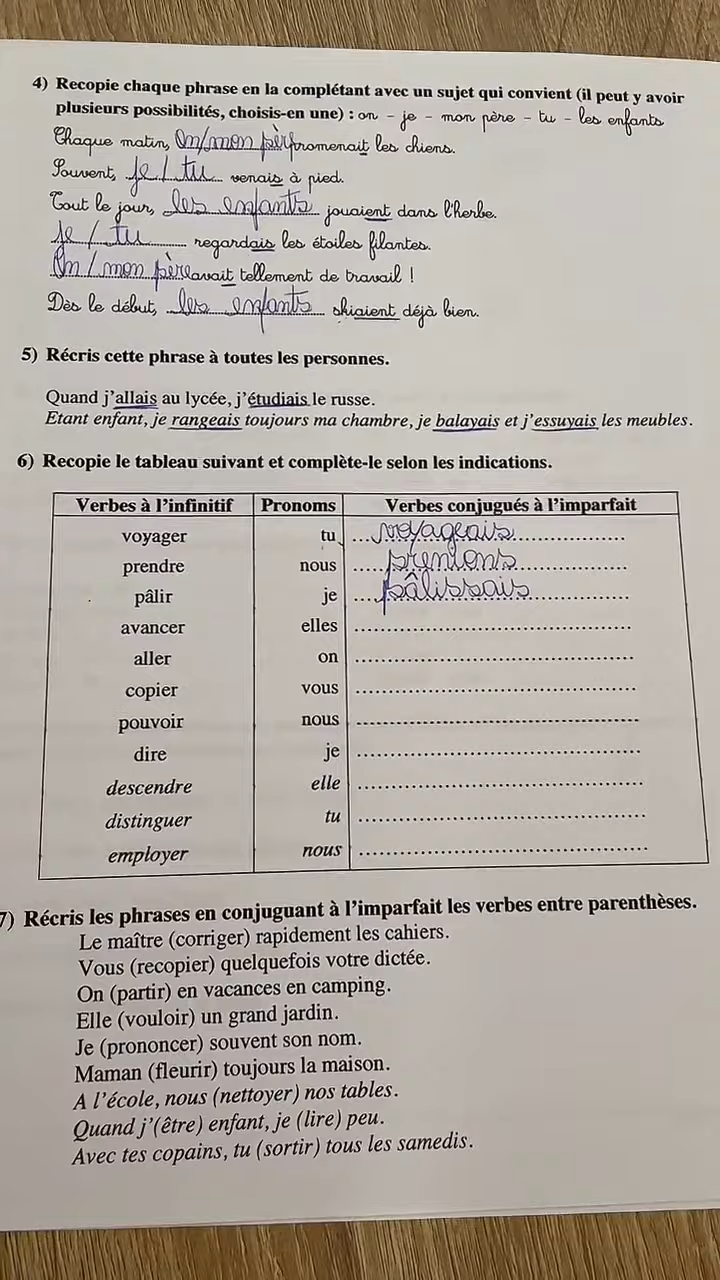 4) Recopie chaque phrase en la complétant avec un sujet qui convient (il peut y avoir
plusieurs possibilités, choisis-en une) : on - je - mon père - tu - les enfants
Chaque matin, On/mon père promenait les chiens.
Souvent, je / tu venais à pied.
Tout le jour, les enfants jouaient dans l'herbe.
Je / Tu regardais les étoiles filantes.
On / mon père avait tellement de travail !
Dès le début, les enfants skiaient déjà bien.
5) Récris cette phrase à toutes les personnes.
Quand j'allais au lycée, j'étudiais le russe.
Etant enfant, je rangeais toujours ma chambre, je balayais et j'essuyais les meubles.
6) Recopie le tableau suivant et complète-le selon les indications.
Verbes à l'infinitif Pronoms Verbes conjugués à l'imparfait
voyager tu voyageais
prendre nous prenions
pâlir je pâlissais
avancer elles
aller on
copier vous
pouvoir nous
dire je
descendre elle
distinguer tu
employer nous
7) Récris les phrases en conjuguant à l'imparfait les verbes entre parenthèses.
Le maître (corriger) rapidement les cahiers.
Vous (recopier) quelquefois votre dictée.
On (partir) en vacances en camping.
Elle (vouloir) un grand jardin.
Je (prononcer) souvent son nom.
Maman (fleurir) toujours la maison.
A l'école, nous (nettoyer) nos tables.
Quand j'(être) enfant, je (lire) peu.
Avec tes copains, tu (sortir) tous les samedis.